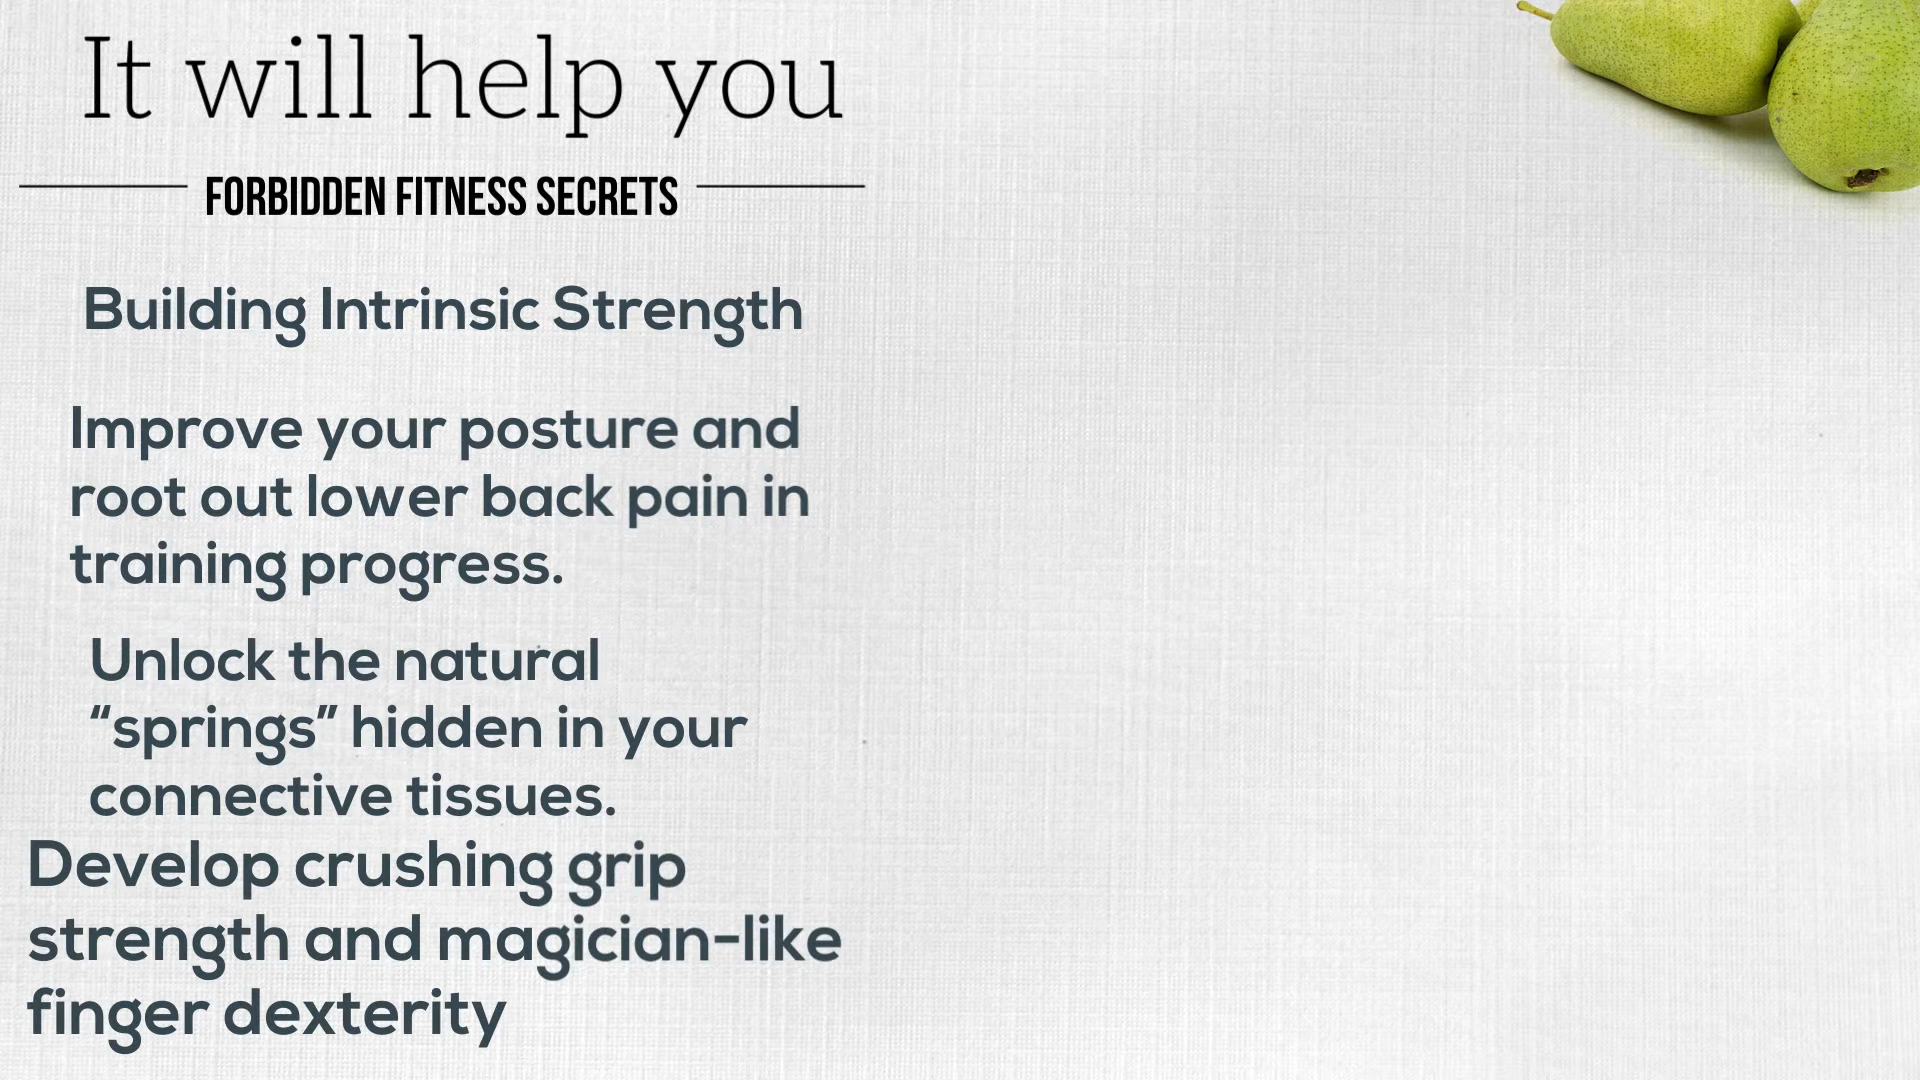 It will help you
FORBIDDEN FITNESS SECRETS
Building Intrinsic Strength
Improve your posture and
root out lower back pain in
training progress.
Unlock the natural
“springs” hidden in your
connective tissues.
Develop crushing grip
strength and magician-like
finger dexterity